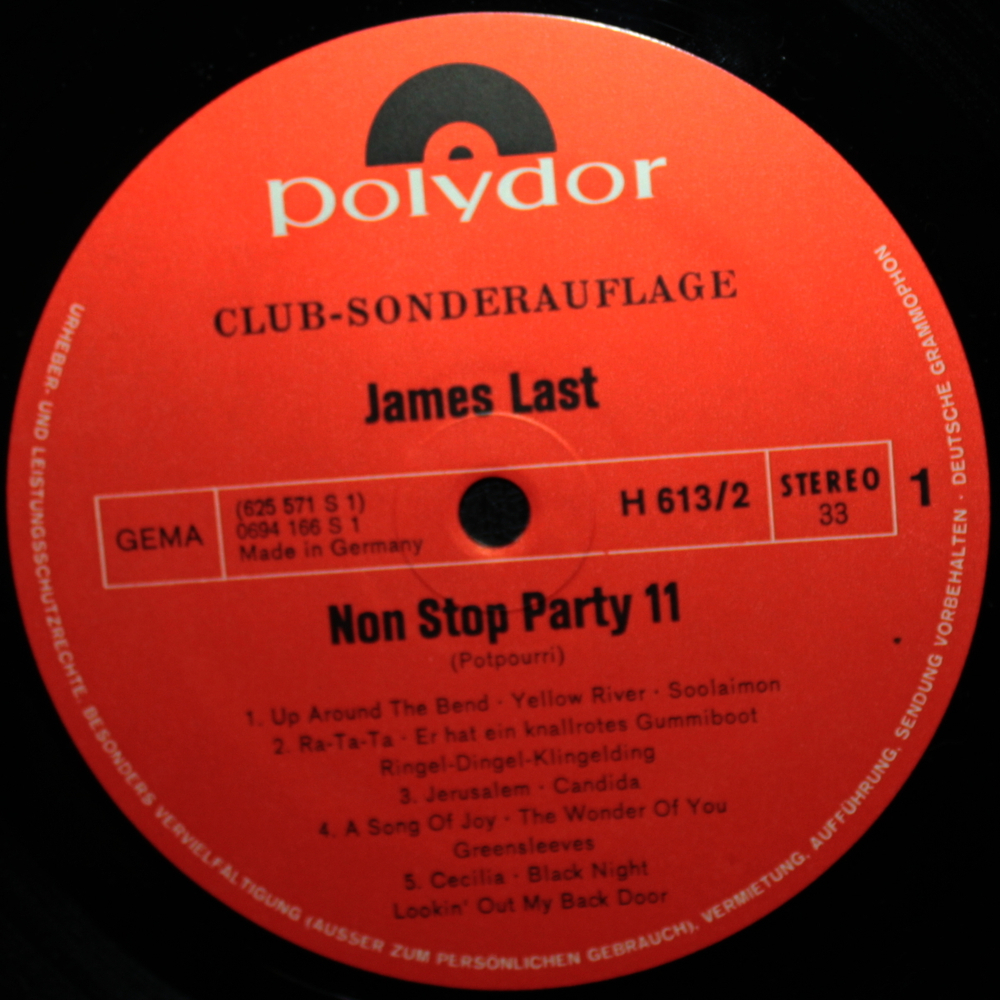 polydor
CLUB-SONDERAUFLAGE
James Last
GEMA
(625 571 S 1)
0694 166 S 1
Made in Germany
H 613/2
STEREO
33
1
Non Stop Party 11
(Potpourri)
1. Up Around The Bend · Yellow River · Soolaimon
2. Ra-Ta-Ta · Er hat ein knallrotes Gummiboot
Ringel-Dingel-Klingelding
3. Jerusalem · Candida
4. A Song Of Joy · The Wonder Of You
Greensleeves
5. Cecilia · Black Night
Lookin' Out My Back Door
URHEBER- UND LEISTUNGSSCHUTZRECHTE, BESONDERS VERVIELFÄLTIGUNG (AUSSER ZUM PERSÖNLICHEN GEBRAUCH), VERMIETUNG, AUFFÜHRUNG, SENDUNG VORBEHALTEN · DEUTSCHE GRAMMOPHON